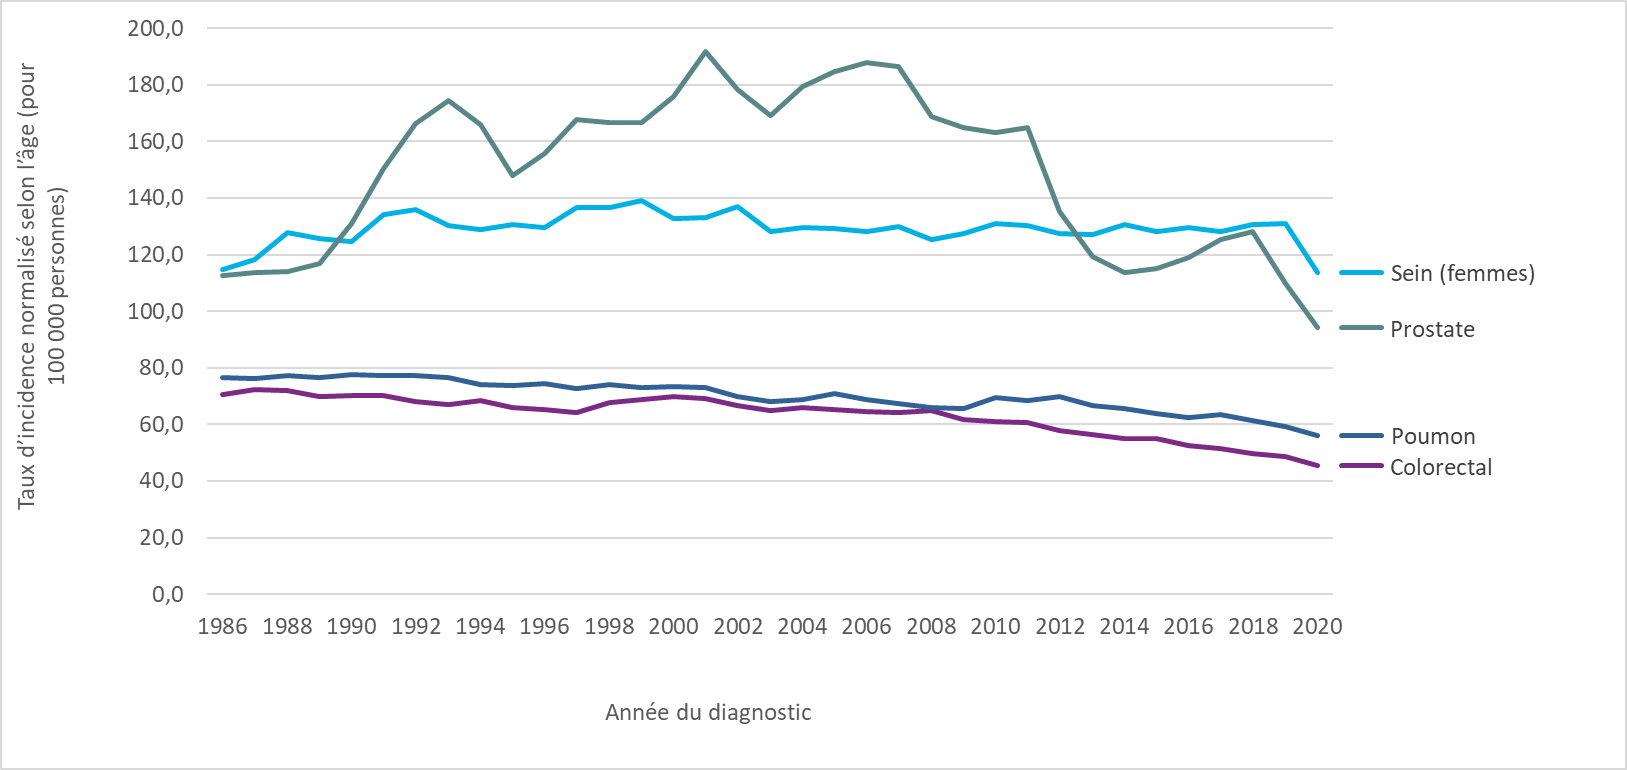 Taux d’incidence normalisé selon l’âge (pour
100 000 personnes)
200,0
180,0
160,0
140,0
120,0
100,0
80,0
60,0
40,0
20,0
0,0
1986 1988 1990 1992 1994 1996 1998 2000 2002 2004 2006 2008 2010 2012 2014 2016 2018 2020
Année du diagnostic
Sein (femmes)
Prostate
Poumon
Colorectal